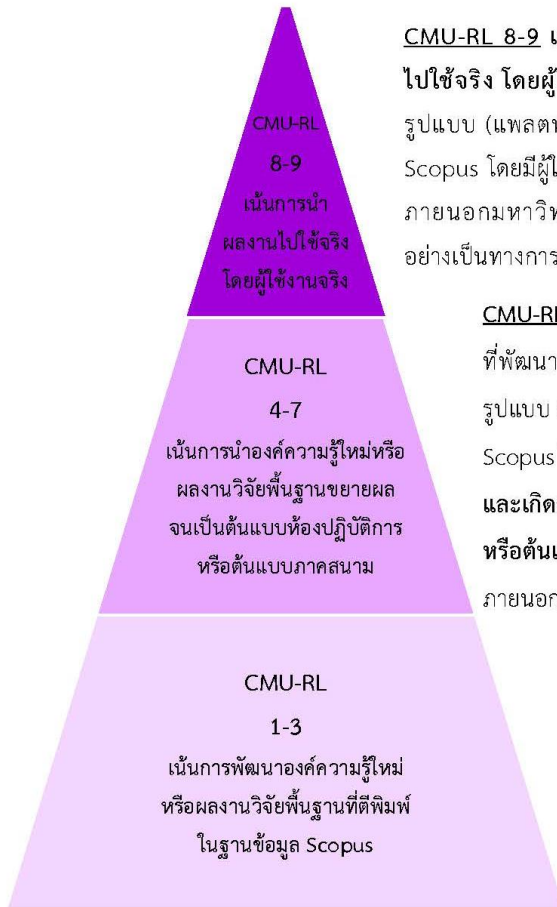 CMU-RL
8-9
เน้นการนำ
ผลงานไปใช้จริง
โดยผู้ใช้งานจริง
CMU-RL 8-9
ไปใช้จริง โดยผู้
รูปแบบ
Scopus โดยมีผู้ใ
ภายนอกมหาวิท
อย่างเป็นทางการ
CMU-RL
4-7
เน้นการนำองค์ความรู้ใหม่หรือ
ผลงานวิจัยพื้นฐานขยายผล
จนเป็นต้นแบบห้องปฏิบัติการ
หรือต้นแบบภาคสนาม
CMU-RL
ที่พัฒนา
รูปแบบ
Scopus
และเกิด
หรือต้นแ
ภายนอก
CMU-RL
1-3
เน้นการพัฒนาองค์ความรู้ใหม่
หรือผลงานวิจัยพื้นฐานที่ตีพิมพ์
ในฐานข้อมูล Scopus